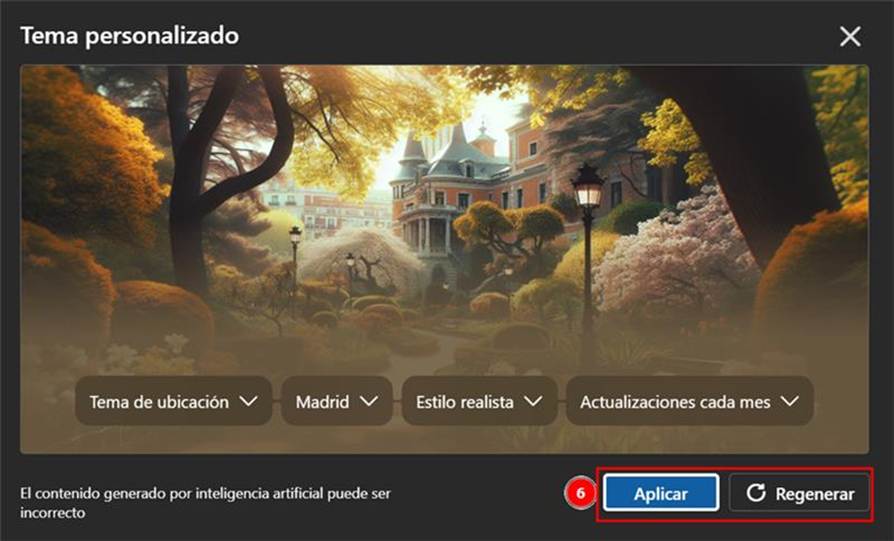 Tema personalizado
Tema de ubicación
Madrid
Estilo realista
Actualizaciones cada mes
El contenido generado por inteligencia artificial puede ser
incorrecto
6
Aplicar
Regenerar